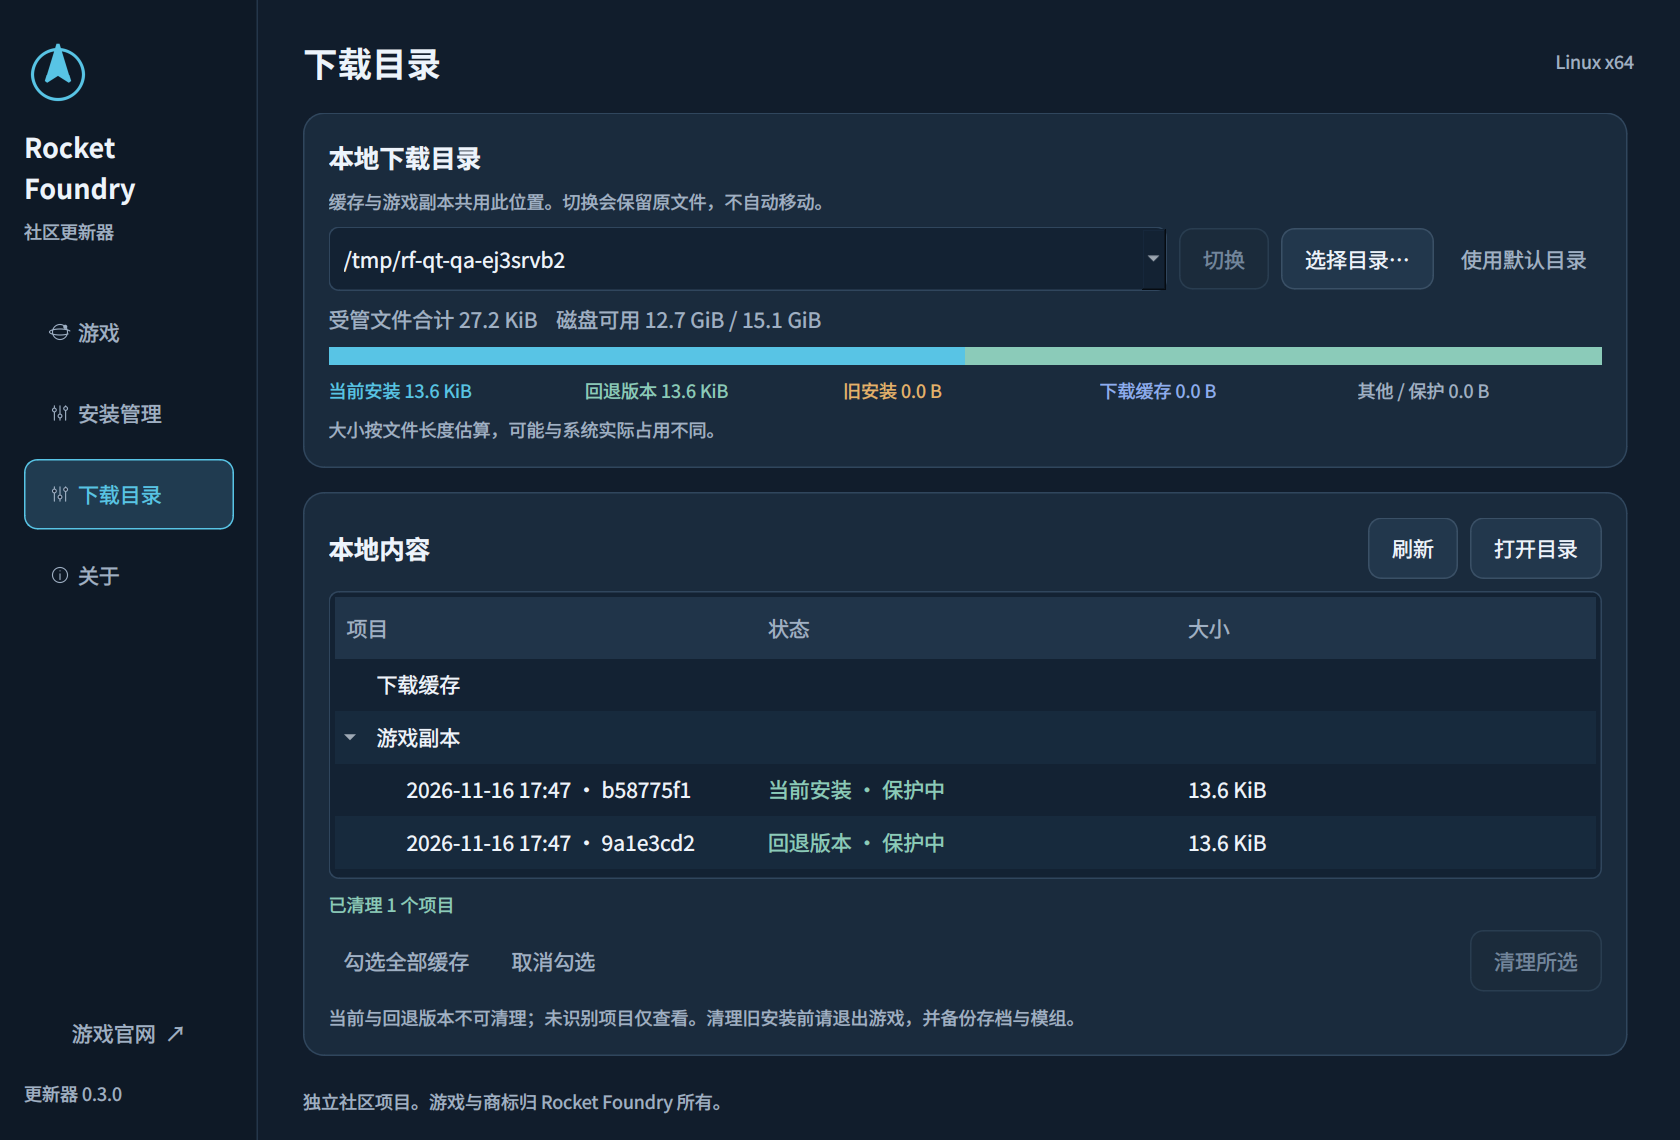 Rocket
Foundry
社区更新器
游戏
安装管理
下载目录
关于
游戏官网 ↗
更新器 0.3.0
下载目录
Linux x64
本地下载目录
缓存与游戏副本共用此位置。切换会保留原文件，不自动移动。
/tmp/rf-qt-qa-ej3srvb2
切换
选择目录…
使用默认目录
受管文件合计 27.2 KiB 磁盘可用 12.7 GiB / 15.1 GiB
当前安装 13.6 KiB 回退版本 13.6 KiB 旧安装 0.0 B 下载缓存 0.0 B 其他 / 保护 0.0 B
大小按文件长度估算，可能与系统实际占用不同。
本地内容
刷新
打开目录
项目 状态 大小
下载缓存
游戏副本
2026-11-16 17:47 · b58775f1 当前安装 · 保护中 13.6 KiB
2026-11-16 17:47 · 9a1e3cd2 回退版本 · 保护中 13.6 KiB
已清理 1 个项目
勾选全部缓存 取消勾选 清理所选
当前与回退版本不可清理；未识别项目仅查看。清理旧安装前请退出游戏，并备份存档与模组。
独立社区项目。游戏与商标归 Rocket Foundry 所有。